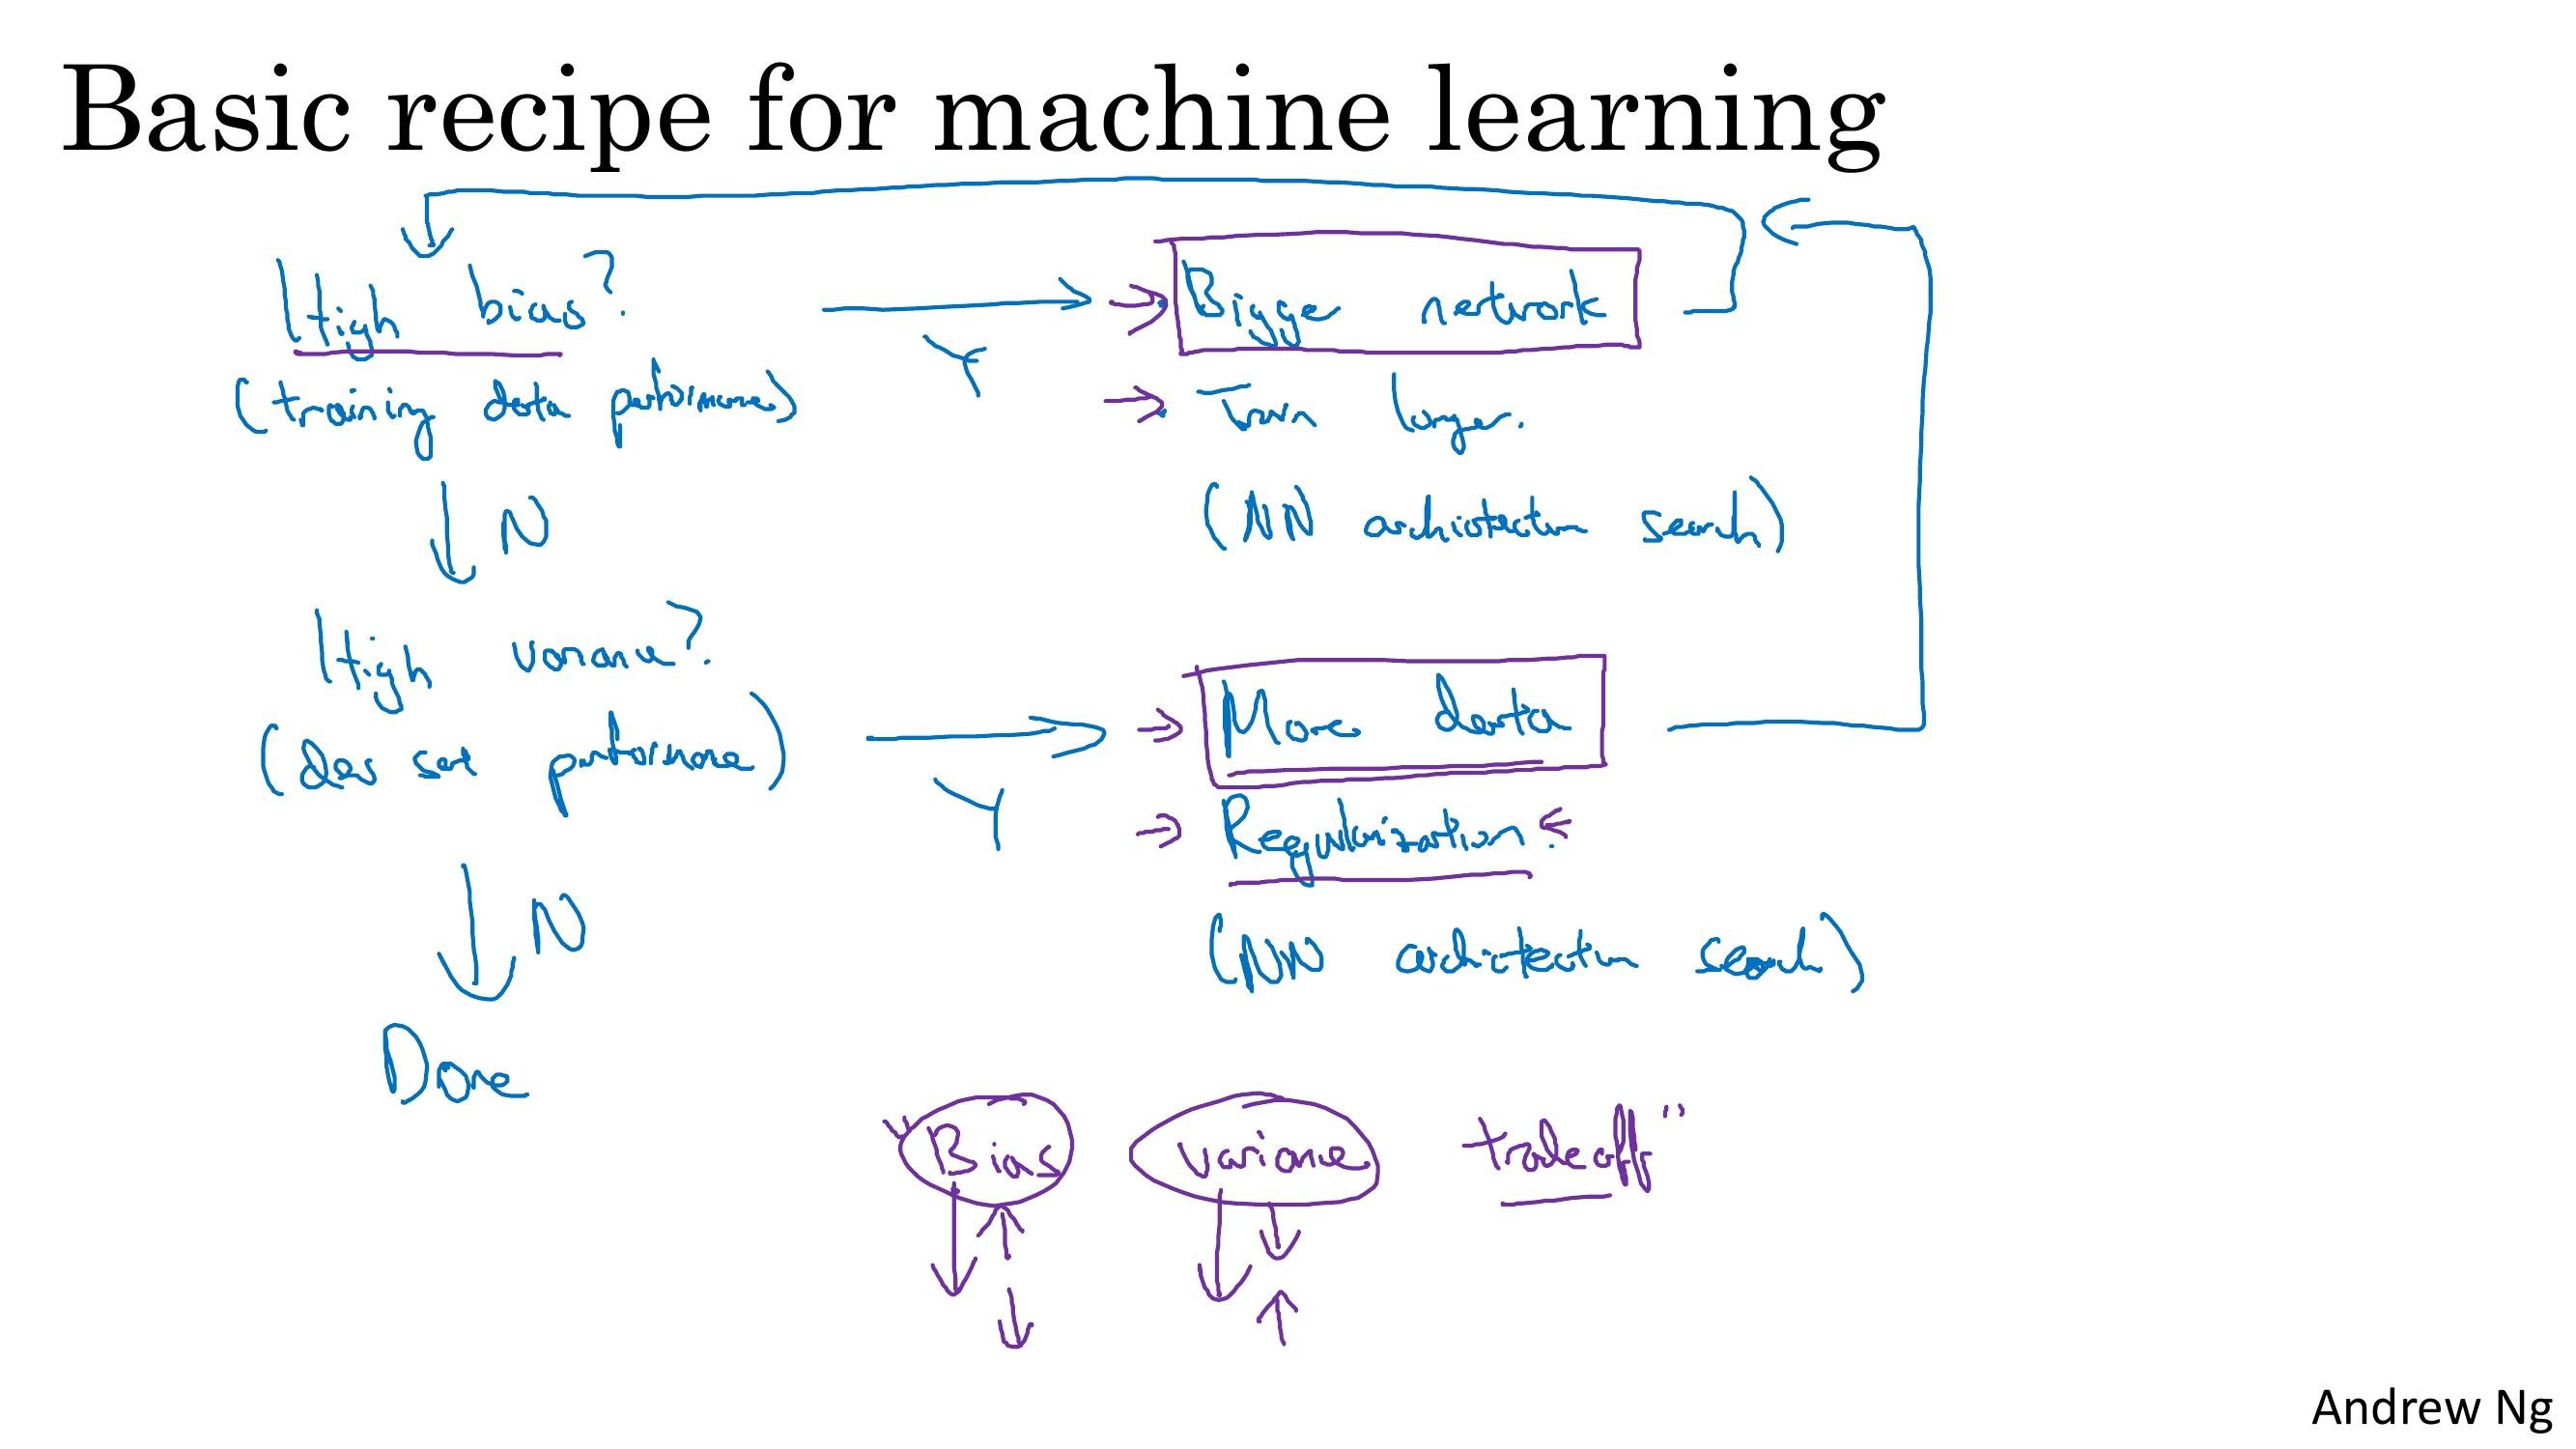 Basic recipe for machine learning
High bias?
(training data performance)
Y
Bigger network
Train longer.
(NN architecture search)
N
High variance?
(dev set performance)
Y
More data
Regularization.
(NN architecture search)
N
Done
"Bias variance tradeoff"
Andrew Ng